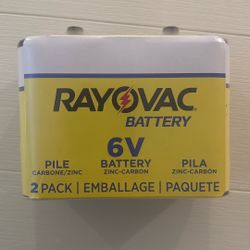 RAYOVAC
BATTERY
6V
PILE BATTERY PILA
CARBONE/ZINC ZINC-CARBON ZINC-CARBÓN
2 PACK | EMBALLAGE | PAQUETE